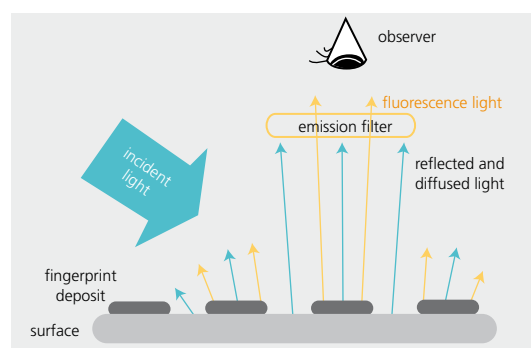 observer
fluorescence light
emission filter
incident
light
reflected and
diffused light
fingerprint
deposit
surface